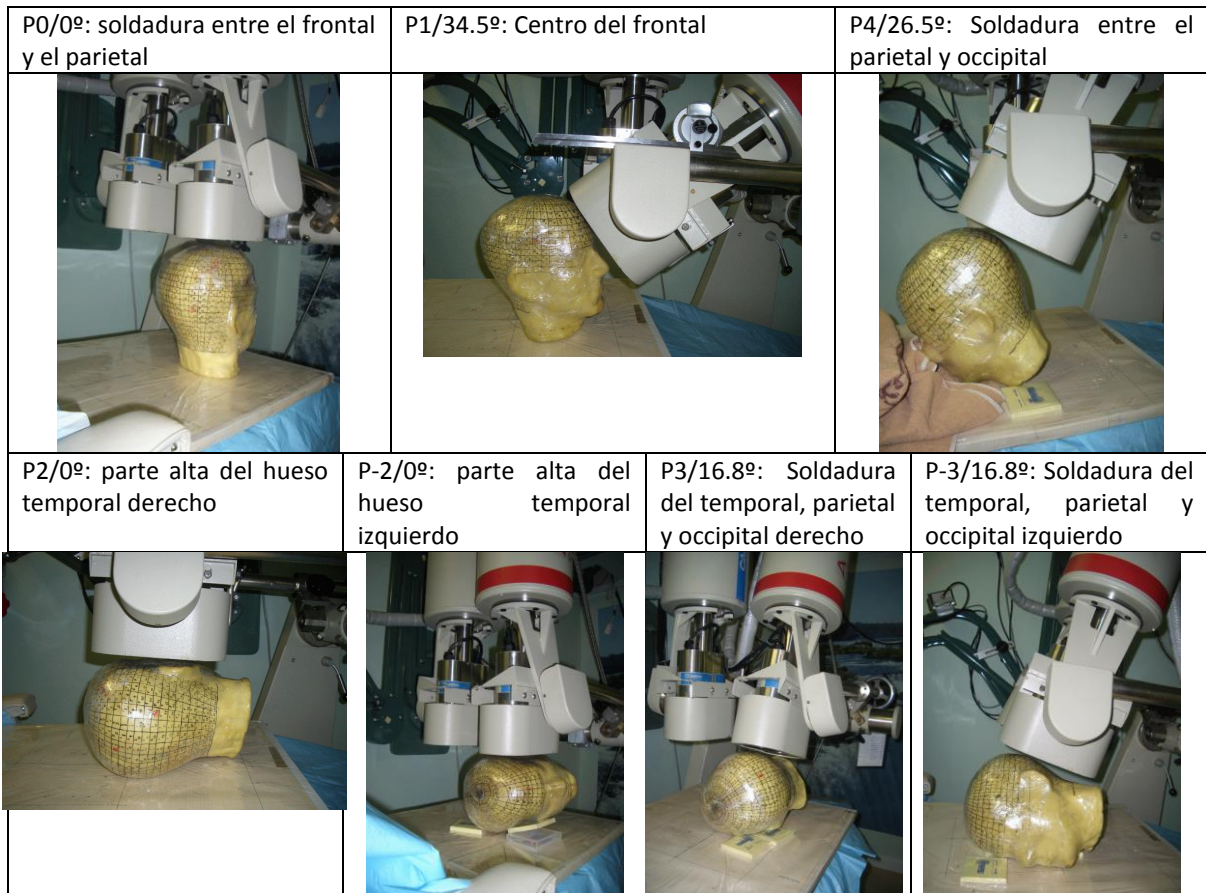 P0/0º: soldadura entre el frontal
y el parietal
P1/34.5º: Centro del frontal
P4/26.5º: Soldadura entre el
parietal y occipital
P2/0º: parte alta del hueso
temporal derecho
P-2/0º: parte alta del
hueso temporal
izquierdo
P3/16.8º: Soldadura
del temporal, parietal
y occipital derecho
P-3/16.8º: Soldadura del
temporal, parietal y
occipital izquierdo